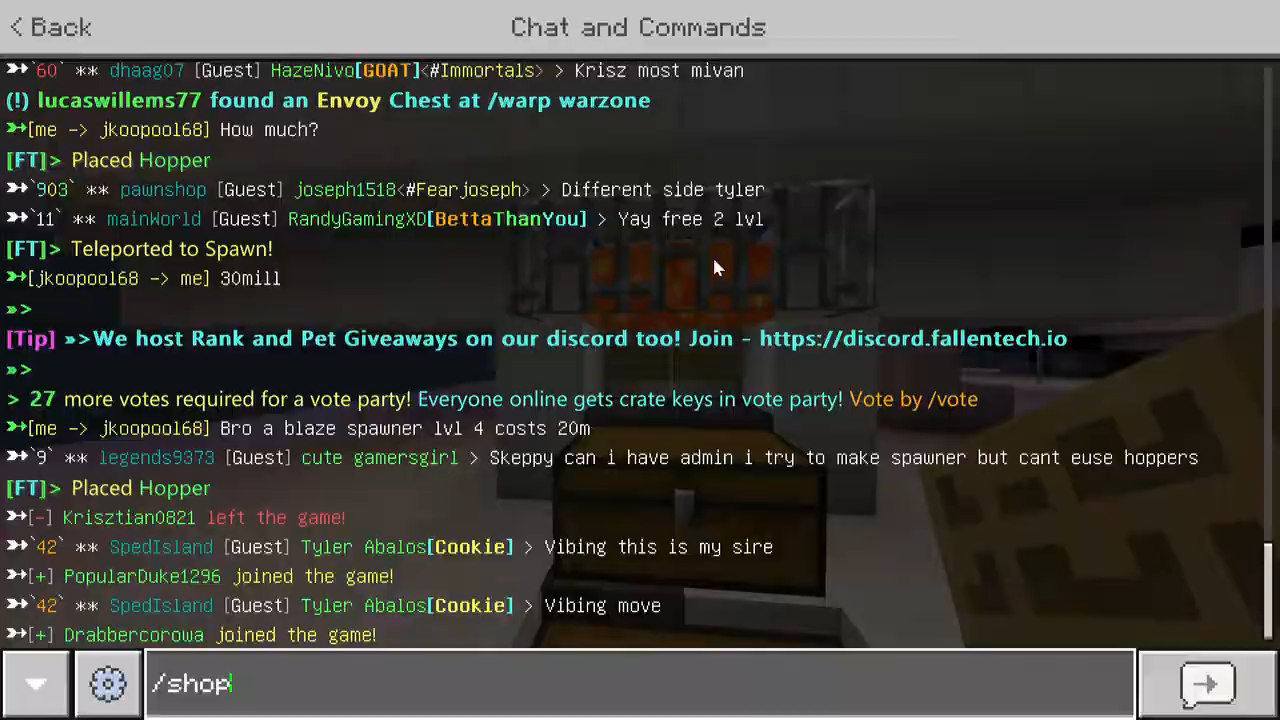 Back
Chat and Commands
➳`60` ** dhaag07 [Guest] HazeNivo[GOAT]<#Immortals> > Krisz most mivan
(!) lucaswillems77 found an Envoy Chest at /warp warzone
➳[me -> jkoopool68] How much?
[FT]> Placed Hopper
➳`903` ** pawnshop [Guest] joseph1518<#Fearjoseph> > Different side tyler
➳`11` ** mainWorld [Guest] RandyGamingXD[BettaThanYou] > Yay free 2 lvl
[FT]> Teleported to Spawn!
➳[jkoopool68 -> me] 30mill
»>
[Tip] »>We host Rank and Pet Giveaways on our discord too! Join - https://discord.fallentech.io
»>
> 27 more votes required for a vote party! Everyone online gets crate keys in vote party! Vote by /vote
➳[me -> jkoopool68] Bro a blaze spawner lvl 4 costs 20m
➳`9` ** legends9373 [Guest] cute gamersgirl > Skeppy can i have admin i try to make spawner but cant euse hoppers
[FT]> Placed Hopper
➳[-] Krisztian0821 left the game!
➳`42` ** SpedIsland [Guest] Tyler Abalos[Cookie] > Vibing this is my sire
➳[+] PopularDuke1296 joined the game!
➳`42` ** SpedIsland [Guest] Tyler Abalos[Cookie] > Vibing move
➳[+] Drabbercorowa joined the game!
/shop